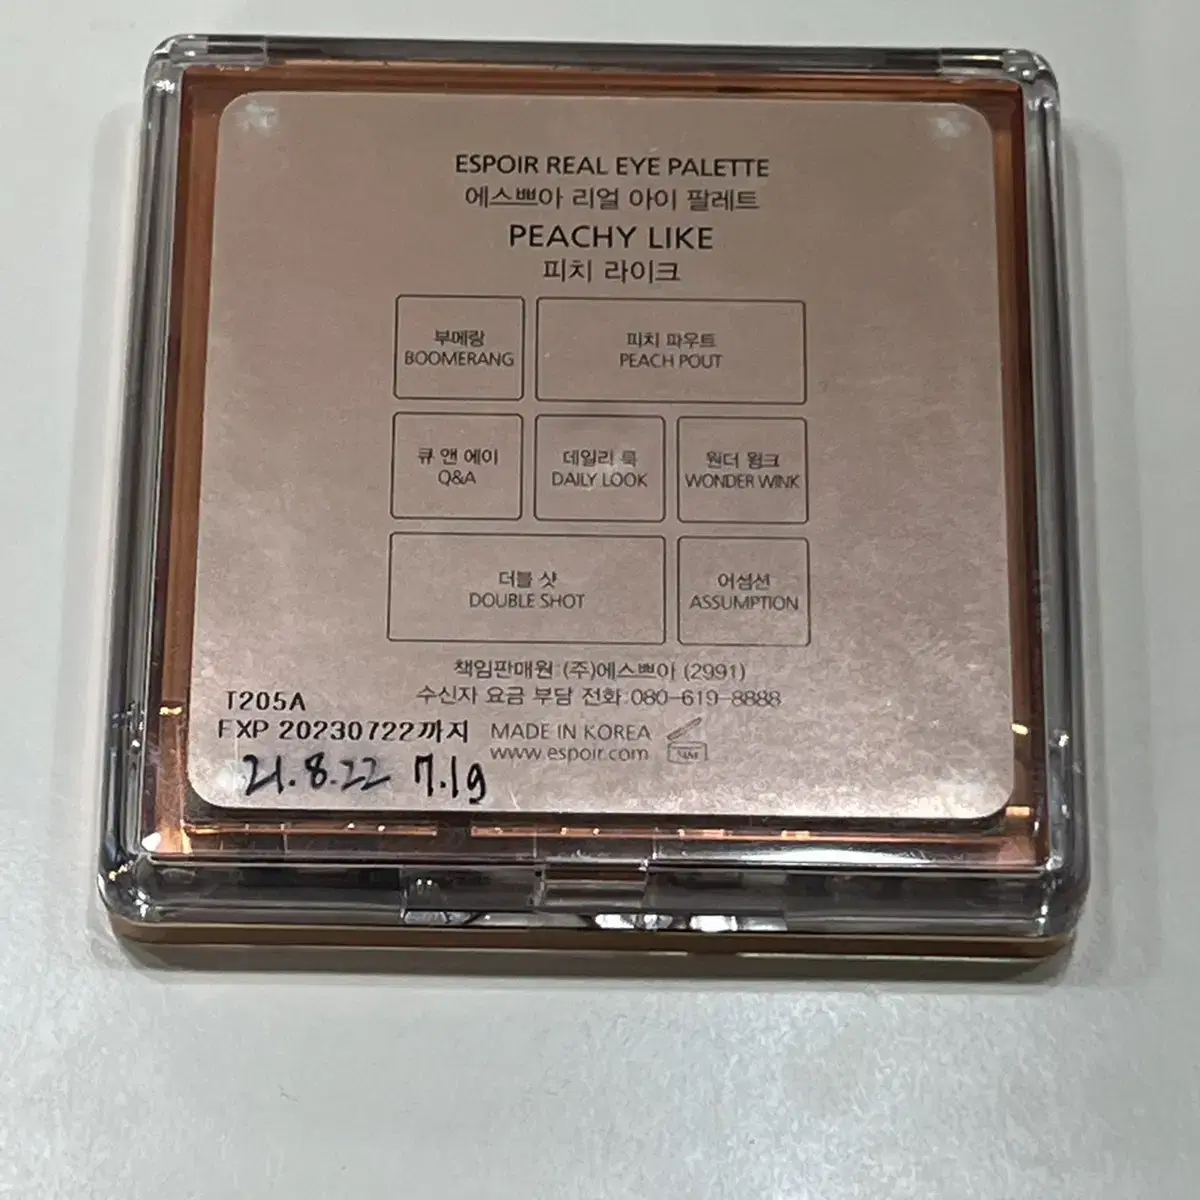 ESPOIR REAL EYE PALETTE
에스쁘아 리얼 아이 팔레트
PEACHY LIKE
피치 라이크
부메랑
BOOMERANG
피치 파우트
PEACH POUT
큐 앤 에이
Q&A
데일리 룩
DAILY LOOK
원더 윙크
WONDER WINK
더블 샷
DOUBLE SHOT
어섬션
ASSUMPTION
책임판매원:(주)에스쁘아 (2991)
수신자 요금 부담 전화:080-619-8888
T205A
EXP 20230722까지
MADE IN KOREA
www.espoir.com
21.8.22 7.1g